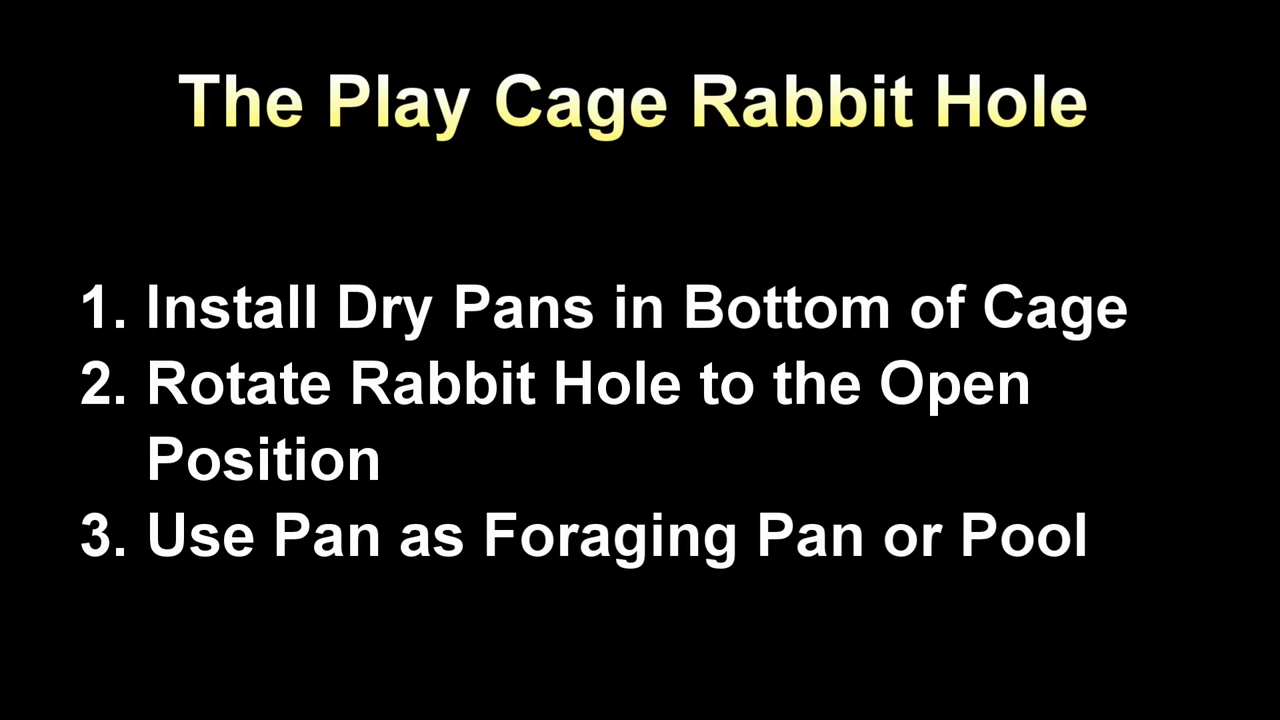 The Play Cage Rabbit Hole
1. Install Dry Pans in Bottom of Cage
2. Rotate Rabbit Hole to the Open
Position
3. Use Pan as Foraging Pan or Pool